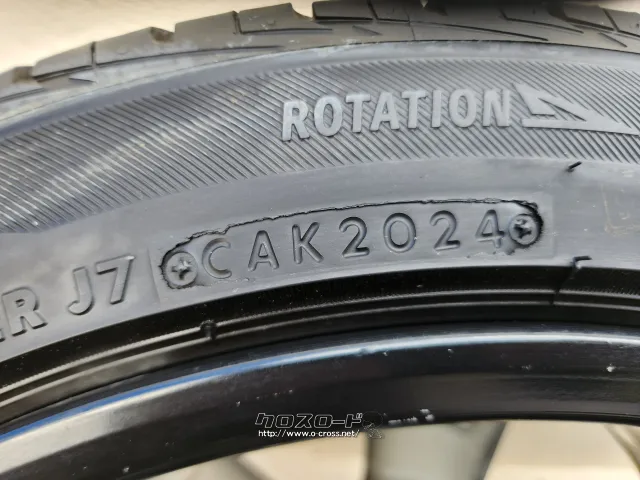 ROTATION
R J7 CAK2024
クロスロード
http://www.o-cross.net/